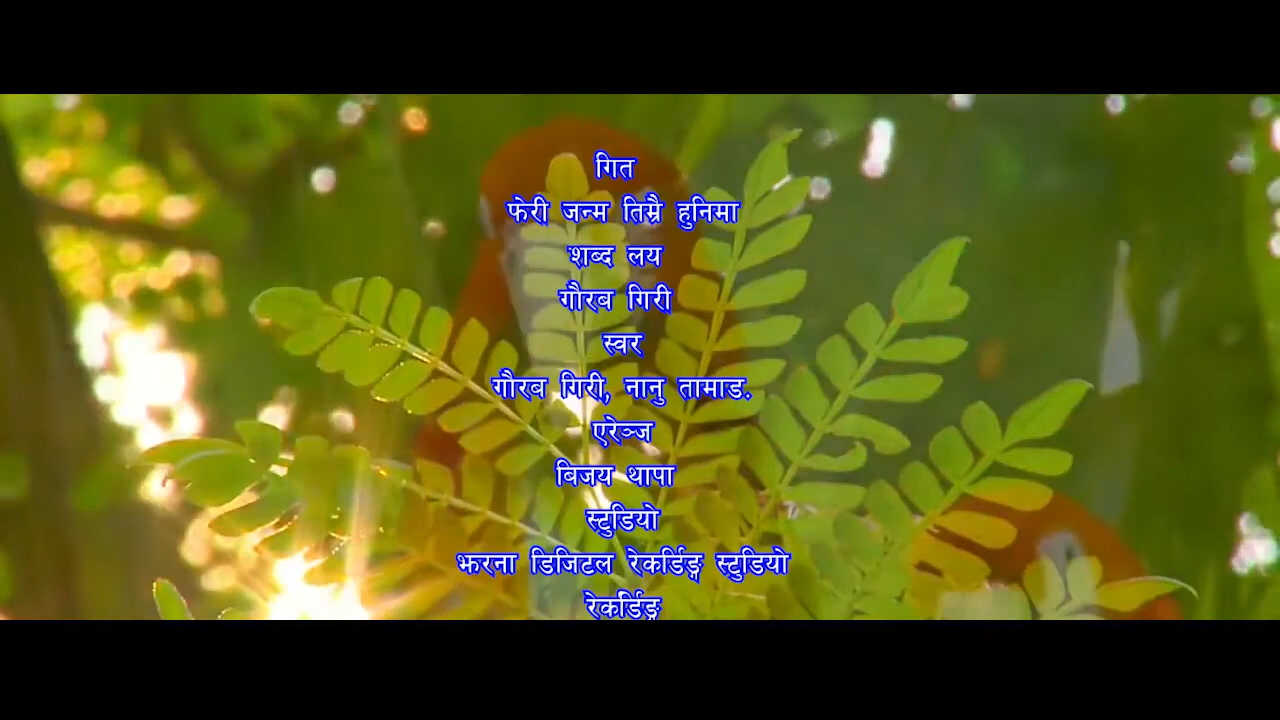 गित
फेरी जन्म तिम्रै हुनिमा
शब्द लय
गौरब गिरी
स्वर
गौरब गिरी, नानु तामाड.
एरेञ्ज
बिजय थापा
स्टुडियो
झरना डिजिटल रेकर्डिङ्ग स्टुडियो
रेकर्डिङ्ग